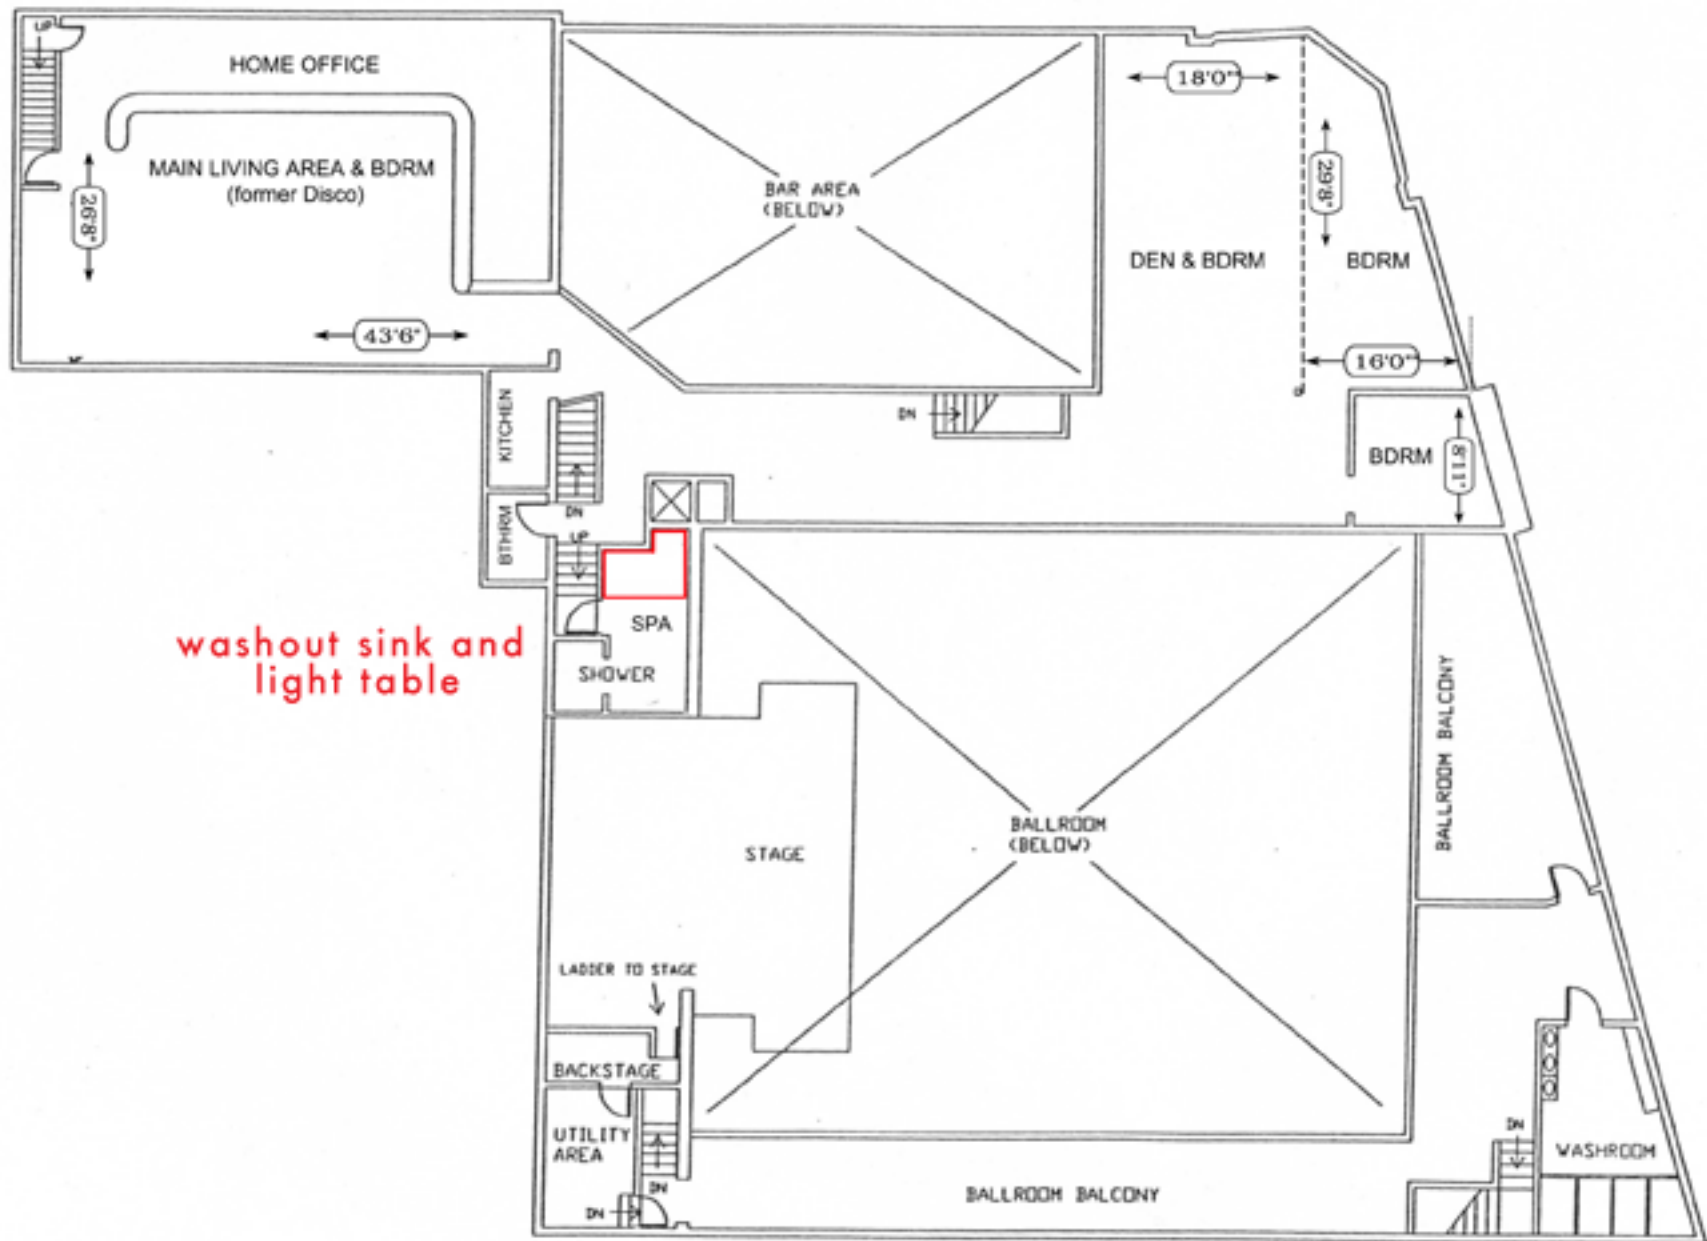 UP
HOME OFFICE
MAIN LIVING AREA & BDRM
(former Disco)
26'8"
43'6"
BAR AREA
(BELOW)
18'0"
29'8"
DEN & BDRM
BDRM
16'0"
BDRM
8'11"
KITCHEN
DN
DN
BTHRM
UP
SPA
SHOWER
washout sink and
light table
STAGE
BALLROOM
(BELOW)
BALLROOM BALCONY
LADDER TO STAGE
BACKSTAGE
UTILITY
AREA
DN
DN
BALLROOM BALCONY
DN
WASHROOM